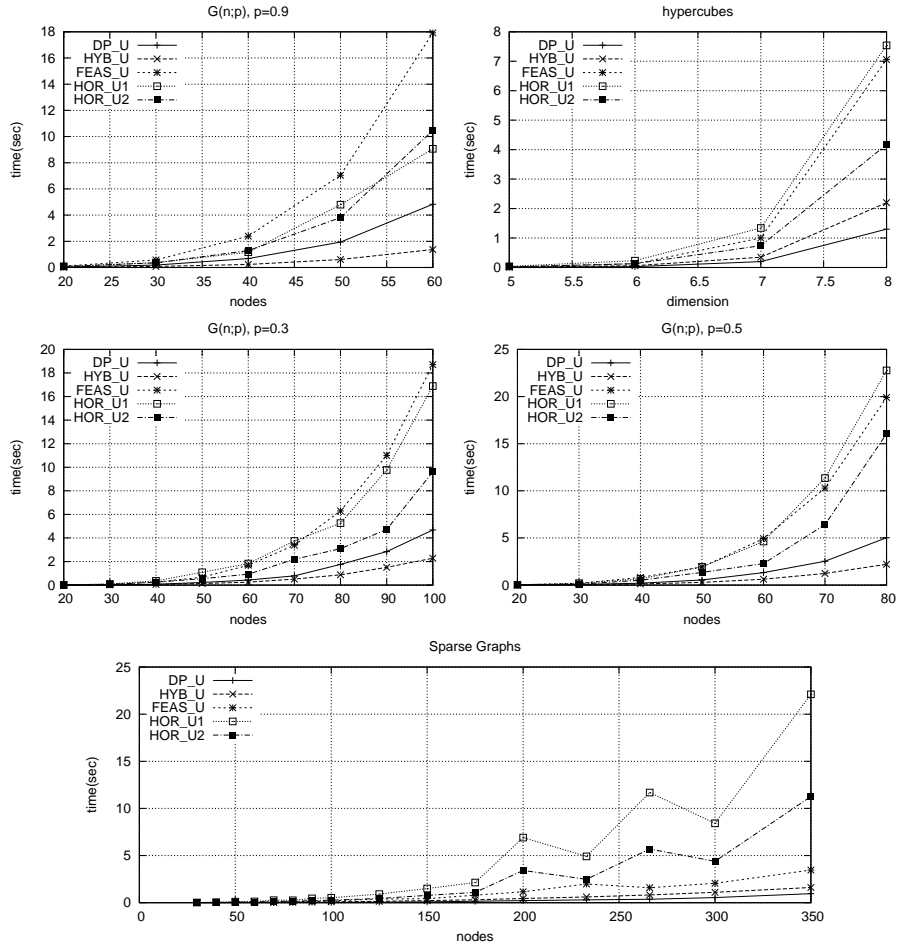 G(n;p), p=0.9
time(sec)
18
16
14
12
10
8
6
4
2
0
DP_U
HYB_U
FEAS_U
HOR_U1
HOR_U2
20 25 30 35 40 45 50 55 60
nodes
hypercubes
time(sec)
8
7
6
5
4
3
2
1
0
DP_U
HYB_U
FEAS_U
HOR_U1
HOR_U2
5 5.5 6 6.5 7 7.5 8
dimension
G(n;p), p=0.3
time(sec)
20
18
16
14
12
10
8
6
4
2
0
DP_U
HYB_U
FEAS_U
HOR_U1
HOR_U2
20 30 40 50 60 70 80 90 100
nodes
G(n;p), p=0.5
time(sec)
25
20
15
10
5
0
DP_U
HYB_U
FEAS_U
HOR_U1
HOR_U2
20 30 40 50 60 70 80
nodes
Sparse Graphs
time(sec)
25
20
15
10
5
0
DP_U
HYB_U
FEAS_U
HOR_U1
HOR_U2
0 50 100 150 200 250 300 350
nodes